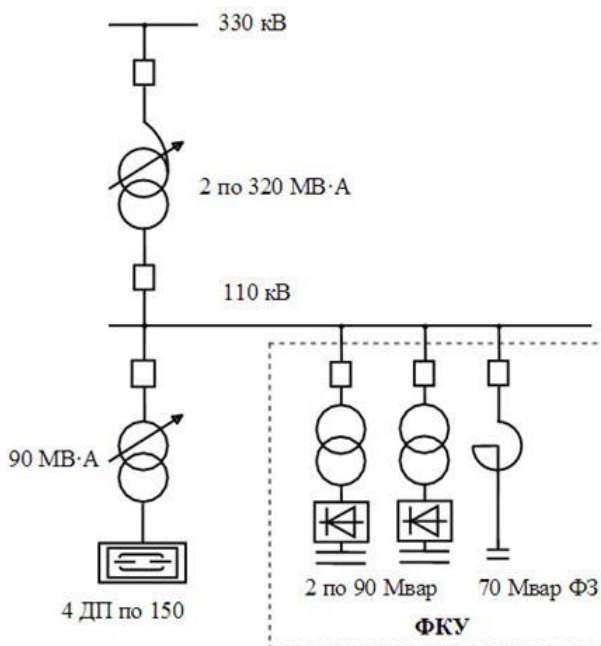 330 кВ
2 по 320 МВ·А
110 кВ
90 МВ·А
4 ДП по 150
2 по 90 Мвар
70 Мвар ФЗ
ФКУ